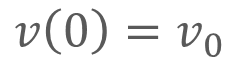 v(0) = v₀